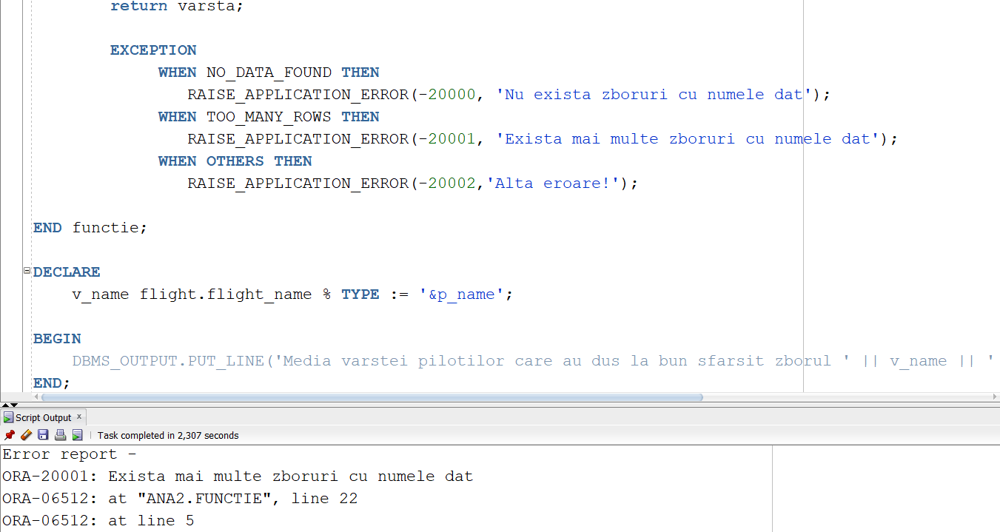 return varsta;
EXCEPTION
WHEN NO_DATA_FOUND THEN
RAISE_APPLICATION_ERROR(-20000, 'Nu exista zboruri cu numele dat');
WHEN TOO_MANY_ROWS THEN
RAISE_APPLICATION_ERROR(-20001, 'Exista mai multe zboruri cu numele dat');
WHEN OTHERS THEN
RAISE_APPLICATION_ERROR(-20002,'Alta eroare!');
END functie;
DECLARE
v_name flight.flight_name % TYPE := '&p_name';
BEGIN
DBMS_OUTPUT.PUT_LINE('Media varstei pilotilor care au dus la bun sfarsit zborul ' || v_name || '
END;
Script Output x
Task completed in 2,307 seconds
Error report -
ORA-20001: Exista mai multe zboruri cu numele dat
ORA-06512: at "ANA2.FUNCTIE", line 22
ORA-06512: at line 5